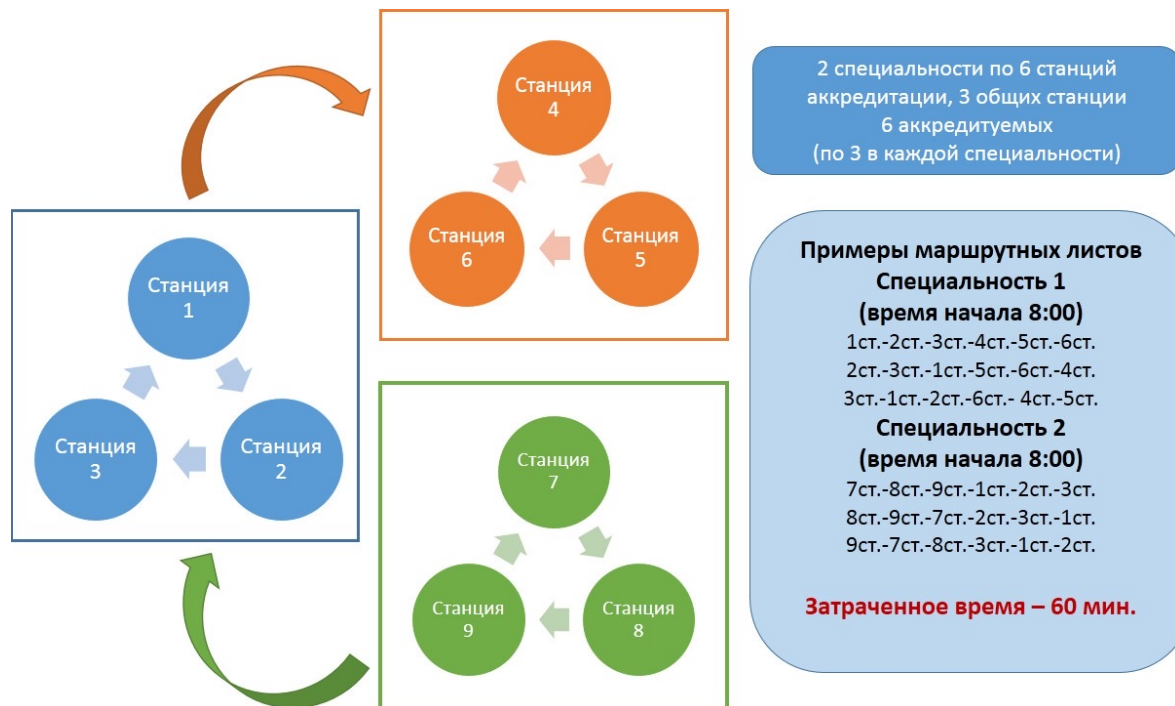 Станция
4
Станция
6
Станция
5
Станция
1
Станция
3
Станция
2
Станция
7
Станция
9
Станция
8
2 специальности по 6 станций
аккредитации, 3 общих станции
6 аккредитуемых
(по 3 в каждой специальности)
Примеры маршрутных листов
Специальность 1
(время начала 8:00)
1ст.-2ст.-3ст.-4ст.-5ст.-6ст.
2ст.-3ст.-1ст.-5ст.-6ст.-4ст.
3ст.-1ст.-2ст.-6ст.- 4ст.-5ст.
Специальность 2
(время начала 8:00)
7ст.-8ст.-9ст.-1ст.-2ст.-3ст.
8ст.-9ст.-7ст.-2ст.-3ст.-1ст.
9ст.-7ст.-8ст.-3ст.-1ст.-2ст.
Затраченное время – 60 мин.